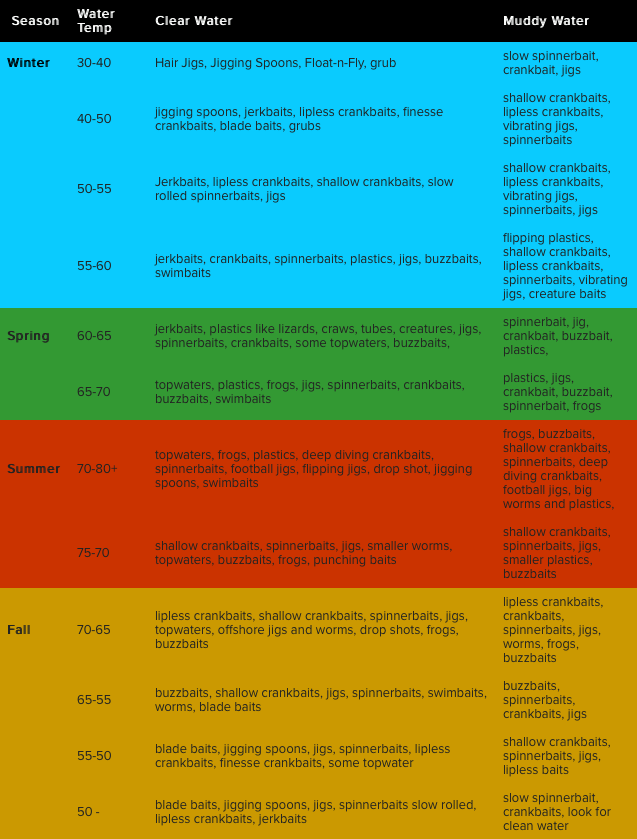 Season Water Temp Clear Water Muddy Water
Winter 30-40 Hair Jigs, Jigging Spoons, Float-n-Fly, grub
slow spinnerbait,
crankbait, jigs
40-50
jigging spoons, jerkbaits, lipless crankbaits, finesse
crankbaits, blade baits, grubs
shallow crankbaits,
lipless crankbaits,
vibrating jigs,
spinnerbaits
50-55
Jerkbaits, lipless crankbaits, shallow crankbaits, slow
rolled spinnerbaits, jigs
shallow crankbaits,
lipless crankbaits,
vibrating jigs,
spinnerbaits, jigs
55-60
jerkbaits, crankbaits, spinnerbaits, plastics, jigs, buzzbaits,
swimbaits
flipping plastics,
shallow crankbaits,
lipless crankbaits,
spinnerbaits, vibrating
jigs, creature baits
Spring 60-65
jerkbaits, plastics like lizards, craws, tubes, creatures, jigs,
spinnerbaits, crankbaits, some topwaters, buzzbaits,
spinnerbait, jig,
crankbait, buzzbait,
plastics,
65-70
topwaters, plastics, frogs, jigs, spinnerbaits, crankbaits,
buzzbaits, swimbaits
plastics, jigs,
crankbait, buzzbait,
spinnerbait, frogs
Summer 70-80+
topwaters, frogs, plastics, deep diving crankbaits,
spinnerbaits, football jigs, flipping jigs, drop shot, jigging
spoons, swimbaits
frogs, buzzbaits,
shallow crankbaits,
spinnerbaits, deep
diving crankbaits,
football jigs, big
worms and plastics,
75-70
shallow crankbaits, spinnerbaits, jigs, smaller worms,
topwaters, buzzbaits, frogs, punching baits
shallow crankbaits,
spinnerbaits, jigs,
smaller plastics,
buzzbaits
Fall 70-65
lipless crankbaits, shallow crankbaits, spinnerbaits, jigs,
topwaters, offshore jigs and worms, drop shots, frogs,
buzzbaits
lipless crankbaits,
crankbaits,
spinnerbaits, jigs,
worms, frogs,
buzzbaits
65-55
buzzbaits, shallow crankbaits, jigs, spinnerbaits, swimbaits,
worms, blade baits
buzzbaits,
spinnerbaits,
crankbaits, jigs
55-50
blade baits, jigging spoons, jigs, spinnerbaits, lipless
crankbaits, finesse crankbaits, some topwater
shallow crankbaits,
spinnerbaits, jigs,
lipless baits
50 -
blade baits, jigging spoons, jigs, spinnerbaits slow rolled,
lipless crankbaits, jerkbaits
slow spinnerbait,
crankbaits, look for
clean water